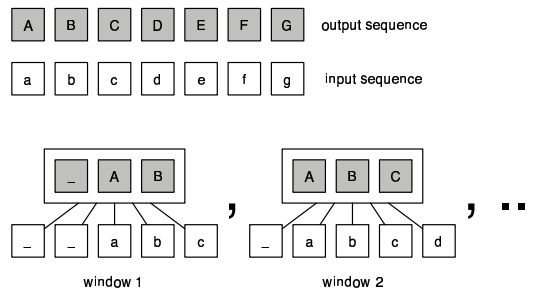 A B C D E F G output sequence
a b c d e f g input sequence
_ A B , A B C , ..
_ _ a b c _ a b c d
window 1 window 2